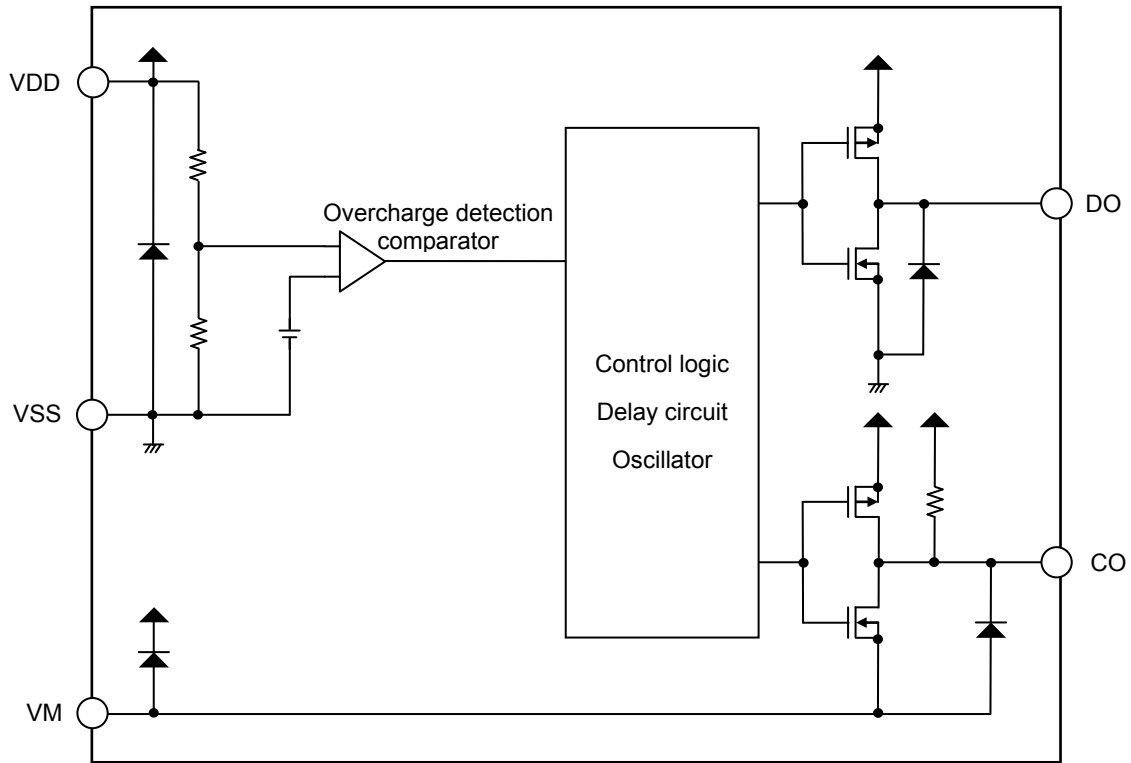 VDD
Overcharge detection
comparator
DO
VSS
Control logic
Delay circuit
Oscillator
CO
VM